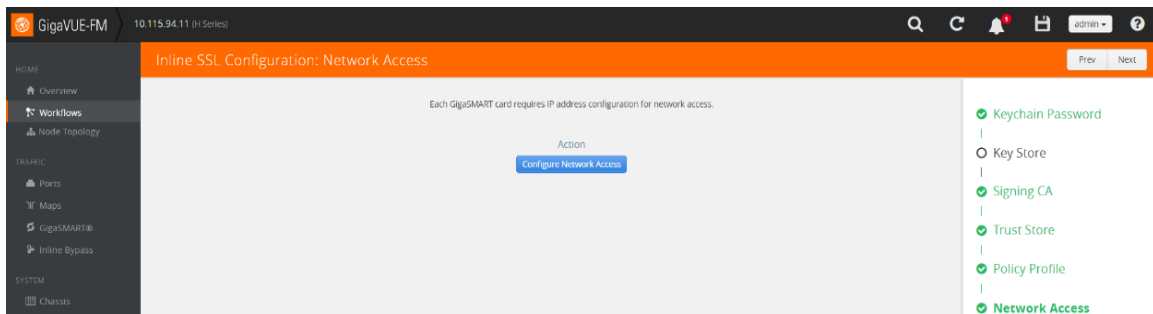 GigaVUE-FM
10.115.94.11 (H Series)
admin
HOME
Inline SSL Configuration: Network Access
Prev
Next
Overview
Workflows
Node Topology
TRAFFIC
Ports
Maps
GigaSMART®
Inline Bypass
SYSTEM
Chassis
Each GigaSMART card requires IP address configuration for network access.
Action
Configure Network Access
Keychain Password
Key Store
Signing CA
Trust Store
Policy Profile
Network Access